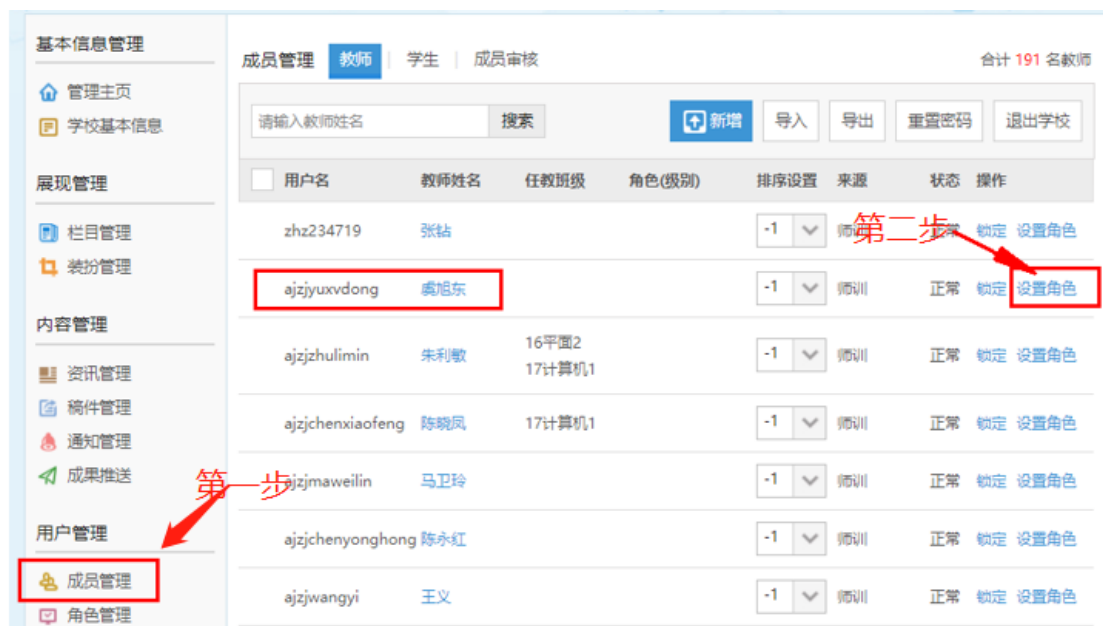 基本信息管理
管理主页
学校基本信息
展现管理
栏目管理
装扮管理
内容管理
资讯管理
稿件管理
通知管理
成果推送
用户管理
成员管理
角色管理
第一步
成员管理 教师 | 学生 | 成员审核 合计 191 名教师
请输入教师姓名 搜索 新增 导入 导出 重置密码 退出学校
用户名 教师姓名 任教班级 角色(级别) 排序设置 来源 状态 操作
zhz234719 张钻 -1 师训 正常 锁定 设置角色
第二步
ajzjyuxvdong 虞旭东 -1 师训 正常 锁定 设置角色
ajzjzhulimin 朱利敏 16平面2 -1 师训 正常 锁定 设置角色
17计算机1
ajzjchenxiaofeng 陈晓凤 17计算机1 -1 师训 正常 锁定 设置角色
ajzjmaweilin 马卫玲 -1 师训 正常 锁定 设置角色
ajzjchenyonghong 陈永红 -1 师训 正常 锁定 设置角色
ajzjwangyi 王义 -1 师训 正常 锁定 设置角色